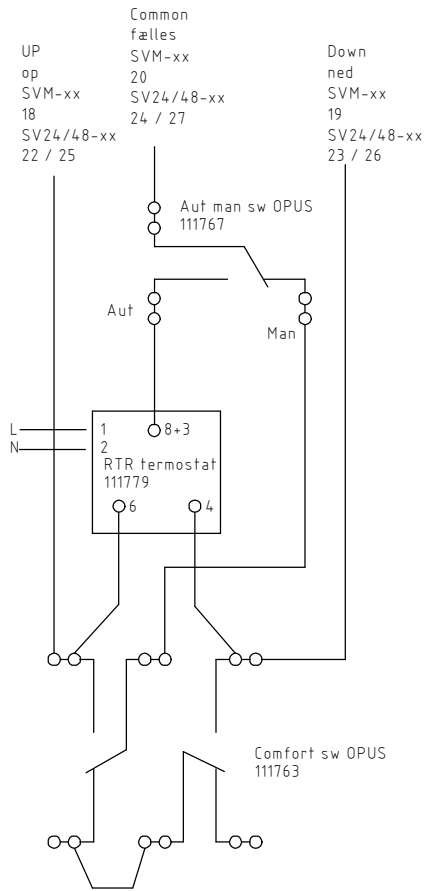 UP
op
SVM-xx
18
SV24/48-xx
22 / 25
Common
fælles
SVM-xx
20
SV24/48-xx
24 / 27
Down
ned
SVM-xx
19
SV24/48-xx
23 / 26
Aut man sw OPUS
111767
Aut
Man
L
N
1
2
8+3
RTR termostat
111779
6
4
Comfort sw OPUS
111763